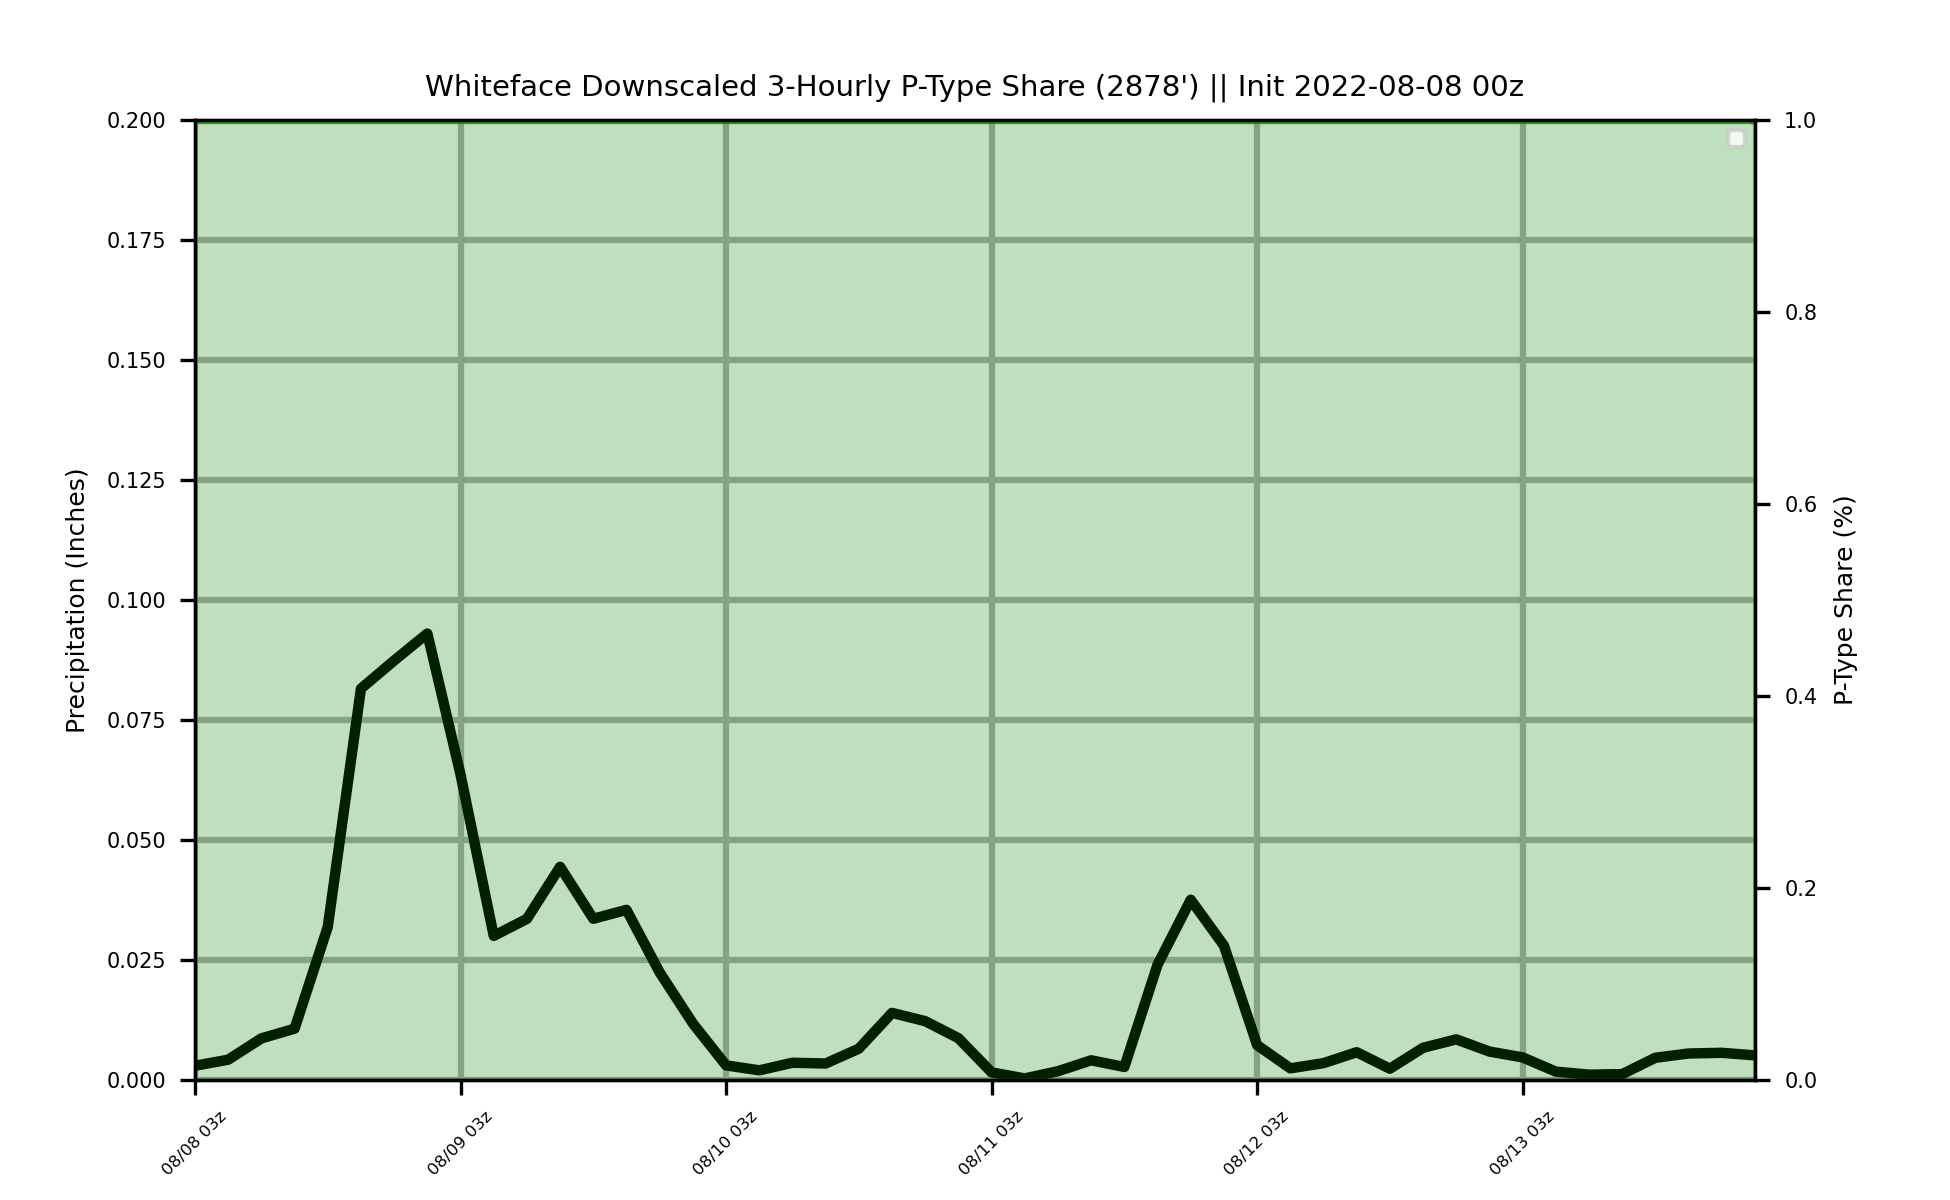 Whiteface Downscaled 3-Hourly P-Type Share (2878') || Init 2022-08-08 00z
0.200
0.175
0.150
0.125
0.100
0.075
0.050
0.025
0.000
Precipitation (Inches)
1.0
0.8
0.6
0.4
0.2
0.0
P-Type Share (%)
08/08 03z
08/09 03z
08/10 03z
08/11 03z
08/12 03z
08/13 03z